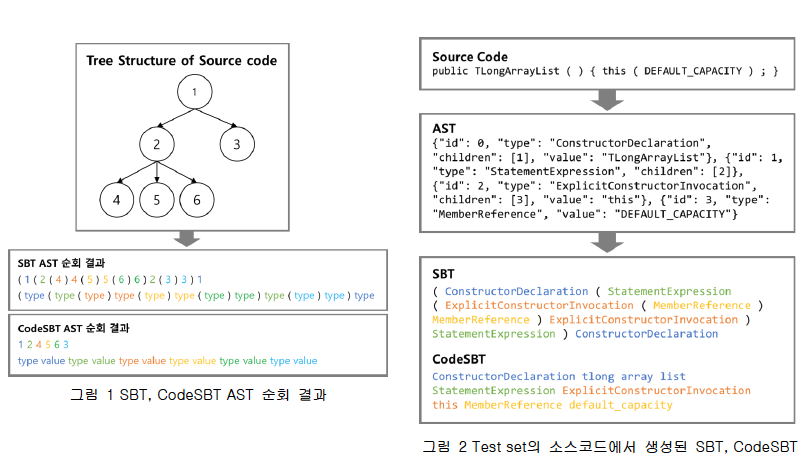 Tree Structure of Source code
1
2
3
4
5
6
SBT AST 순회 결과
( 1 ( 2 ( 4 ) 4 ( 5 ) 5 ( 6 ) 6 ) 2 ( 3 ) 3 ) 1
( type ( type ( type ) type ( type ) type ( type ) type ) type ( type ) type ) type
CodeSBT AST 순회 결과
1 2 4 5 6 3
type value type value type value type value type value type value
그림 1 SBT, CodeSBT AST 순회 결과
Source Code
public TLongArrayList ( ) { this ( DEFAULT_CAPACITY ) ; }
AST
{"id": 0, "type": "ConstructorDeclaration",
"children": [1], "value": "TLongArrayList"}, {"id": 1,
"type": "StatementExpression", "children": [2]},
{"id": 2, "type": "ExplicitConstructorInvocation",
"children": [3], "value": "this"}, {"id": 3, "type":
"MemberReference", "value": "DEFAULT_CAPACITY"}
SBT
( ConstructorDeclaration ( StatementExpression
( ExplicitConstructorInvocation ( MemberReference )
MemberReference ) ExplicitConstructorInvocation )
StatementExpression ) ConstructorDeclaration
CodeSBT
ConstructorDeclaration tlong array list
StatementExpression ExplicitConstructorInvocation
this MemberReference default_capacity
그림 2 Test set의 소스코드에서 생성된 SBT, CodeSBT